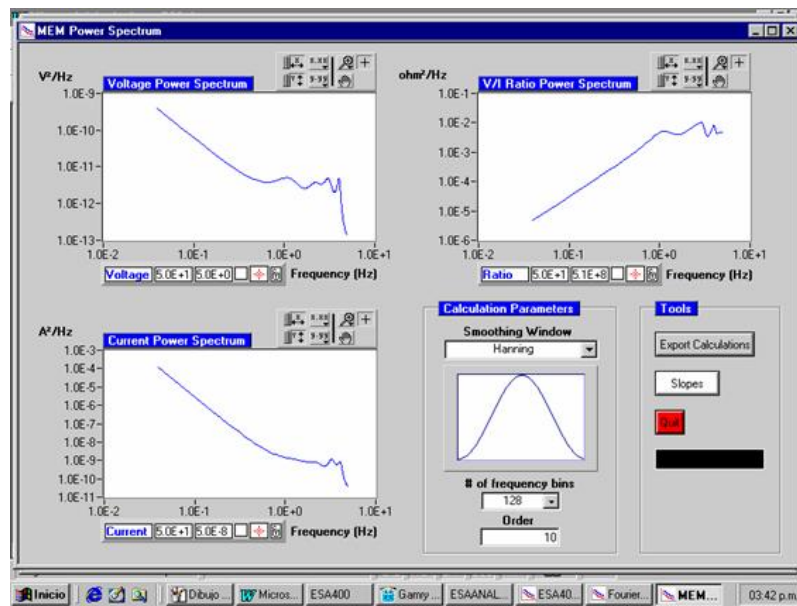 MEM Power Spectrum
V²/Hz
Voltage Power Spectrum
1.0E-9
1.0E-10
1.0E-11
1.0E-12
1.0E-13
1.0E-2 1.0E-1 1.0E+0 1.0E+1
Voltage 5.0E+1 5.0E+0 Frequency (Hz)
ohm²/Hz
V/I Ratio Power Spectrum
1.0E-1
1.0E-2
1.0E-3
1.0E-4
1.0E-5
1.0E-6
1.0E-2 1.0E-1 1.0E+0 1.0E+1
Ratio 5.0E+1 5.1E+8 Frequency (Hz)
A²/Hz
Current Power Spectrum
1.0E-3
1.0E-4
1.0E-5
1.0E-6
1.0E-7
1.0E-8
1.0E-9
1.0E-10
1.0E-11
1.0E-2 1.0E-1 1.0E+0 1.0E+1
Current 5.0E+1 5.0E-8 Frequency (Hz)
Calculation Parameters
Smoothing Window
Hanning
# of frequency bins
128
Order
10
Tools
Export Calculations
Slopes
Quit
Inicio Dibujo ... Micros... ESA400 Gamry ... ESAANAL... ESA40... Fourier... MEM... 03:42 p.m.